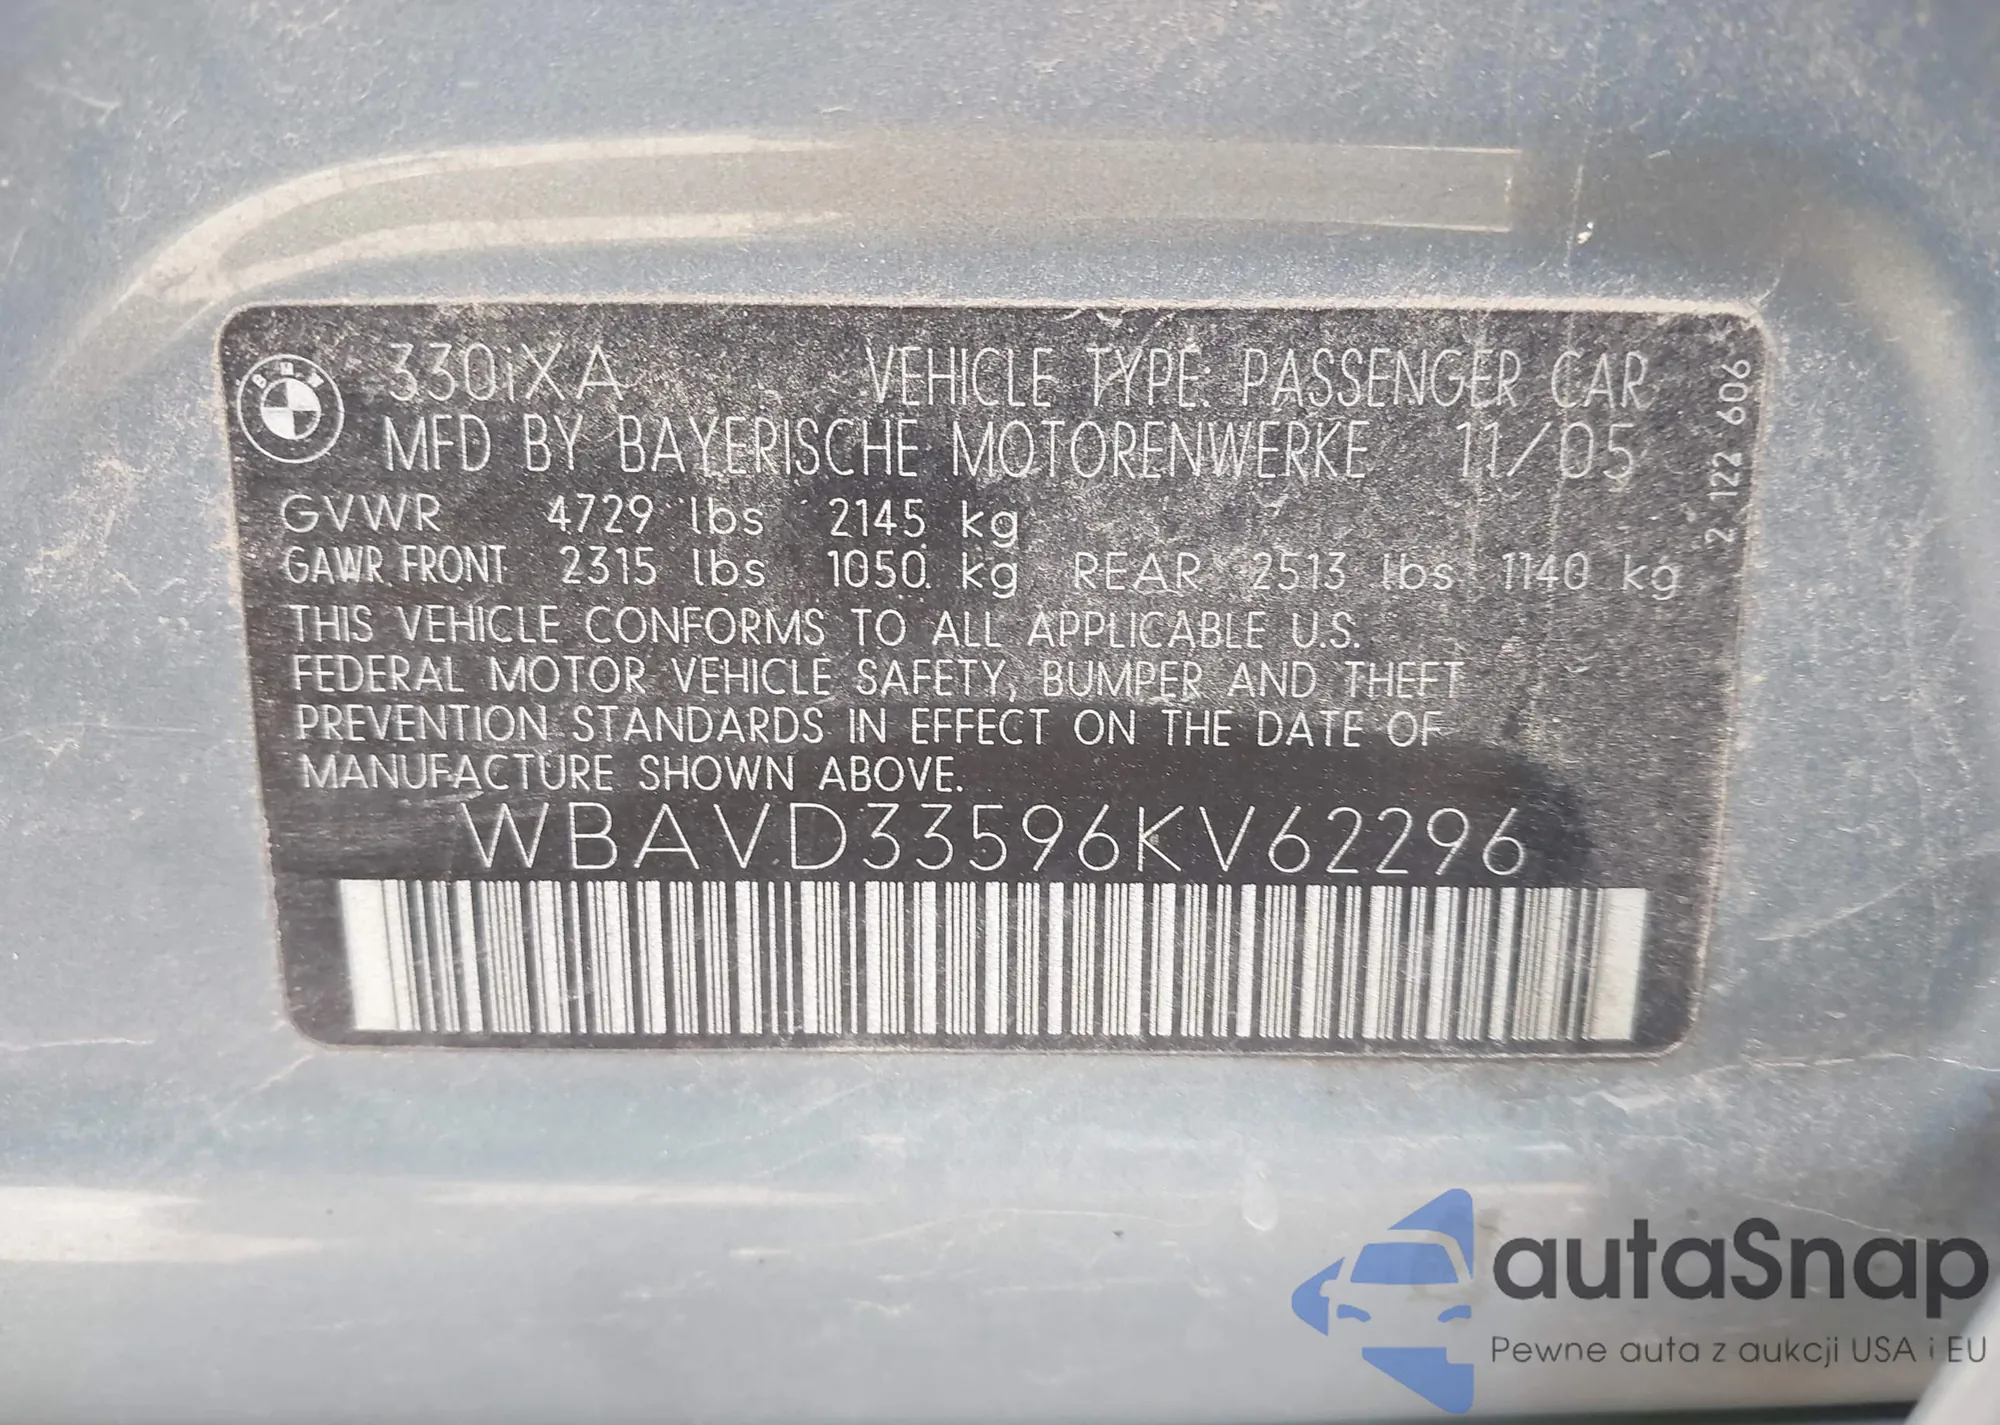 BMW
330iXA VEHICLE TYPE: PASSENGER CAR
MFD BY BAYERISCHE MOTORENWERKE 11/05
GVWR 4729 lbs 2145 kg
GAWR FRONT 2315 lbs 1050 kg REAR 2513 lbs 1140 kg
THIS VEHICLE CONFORMS TO ALL APPLICABLE U.S.
FEDERAL MOTOR VEHICLE SAFETY, BUMPER AND THEFT
PREVENTION STANDARDS IN EFFECT ON THE DATE OF
MANUFACTURE SHOWN ABOVE.
WBAVD33596KV62296
2 122 606
autaSnap
Pewne auta z aukcji USA i EU